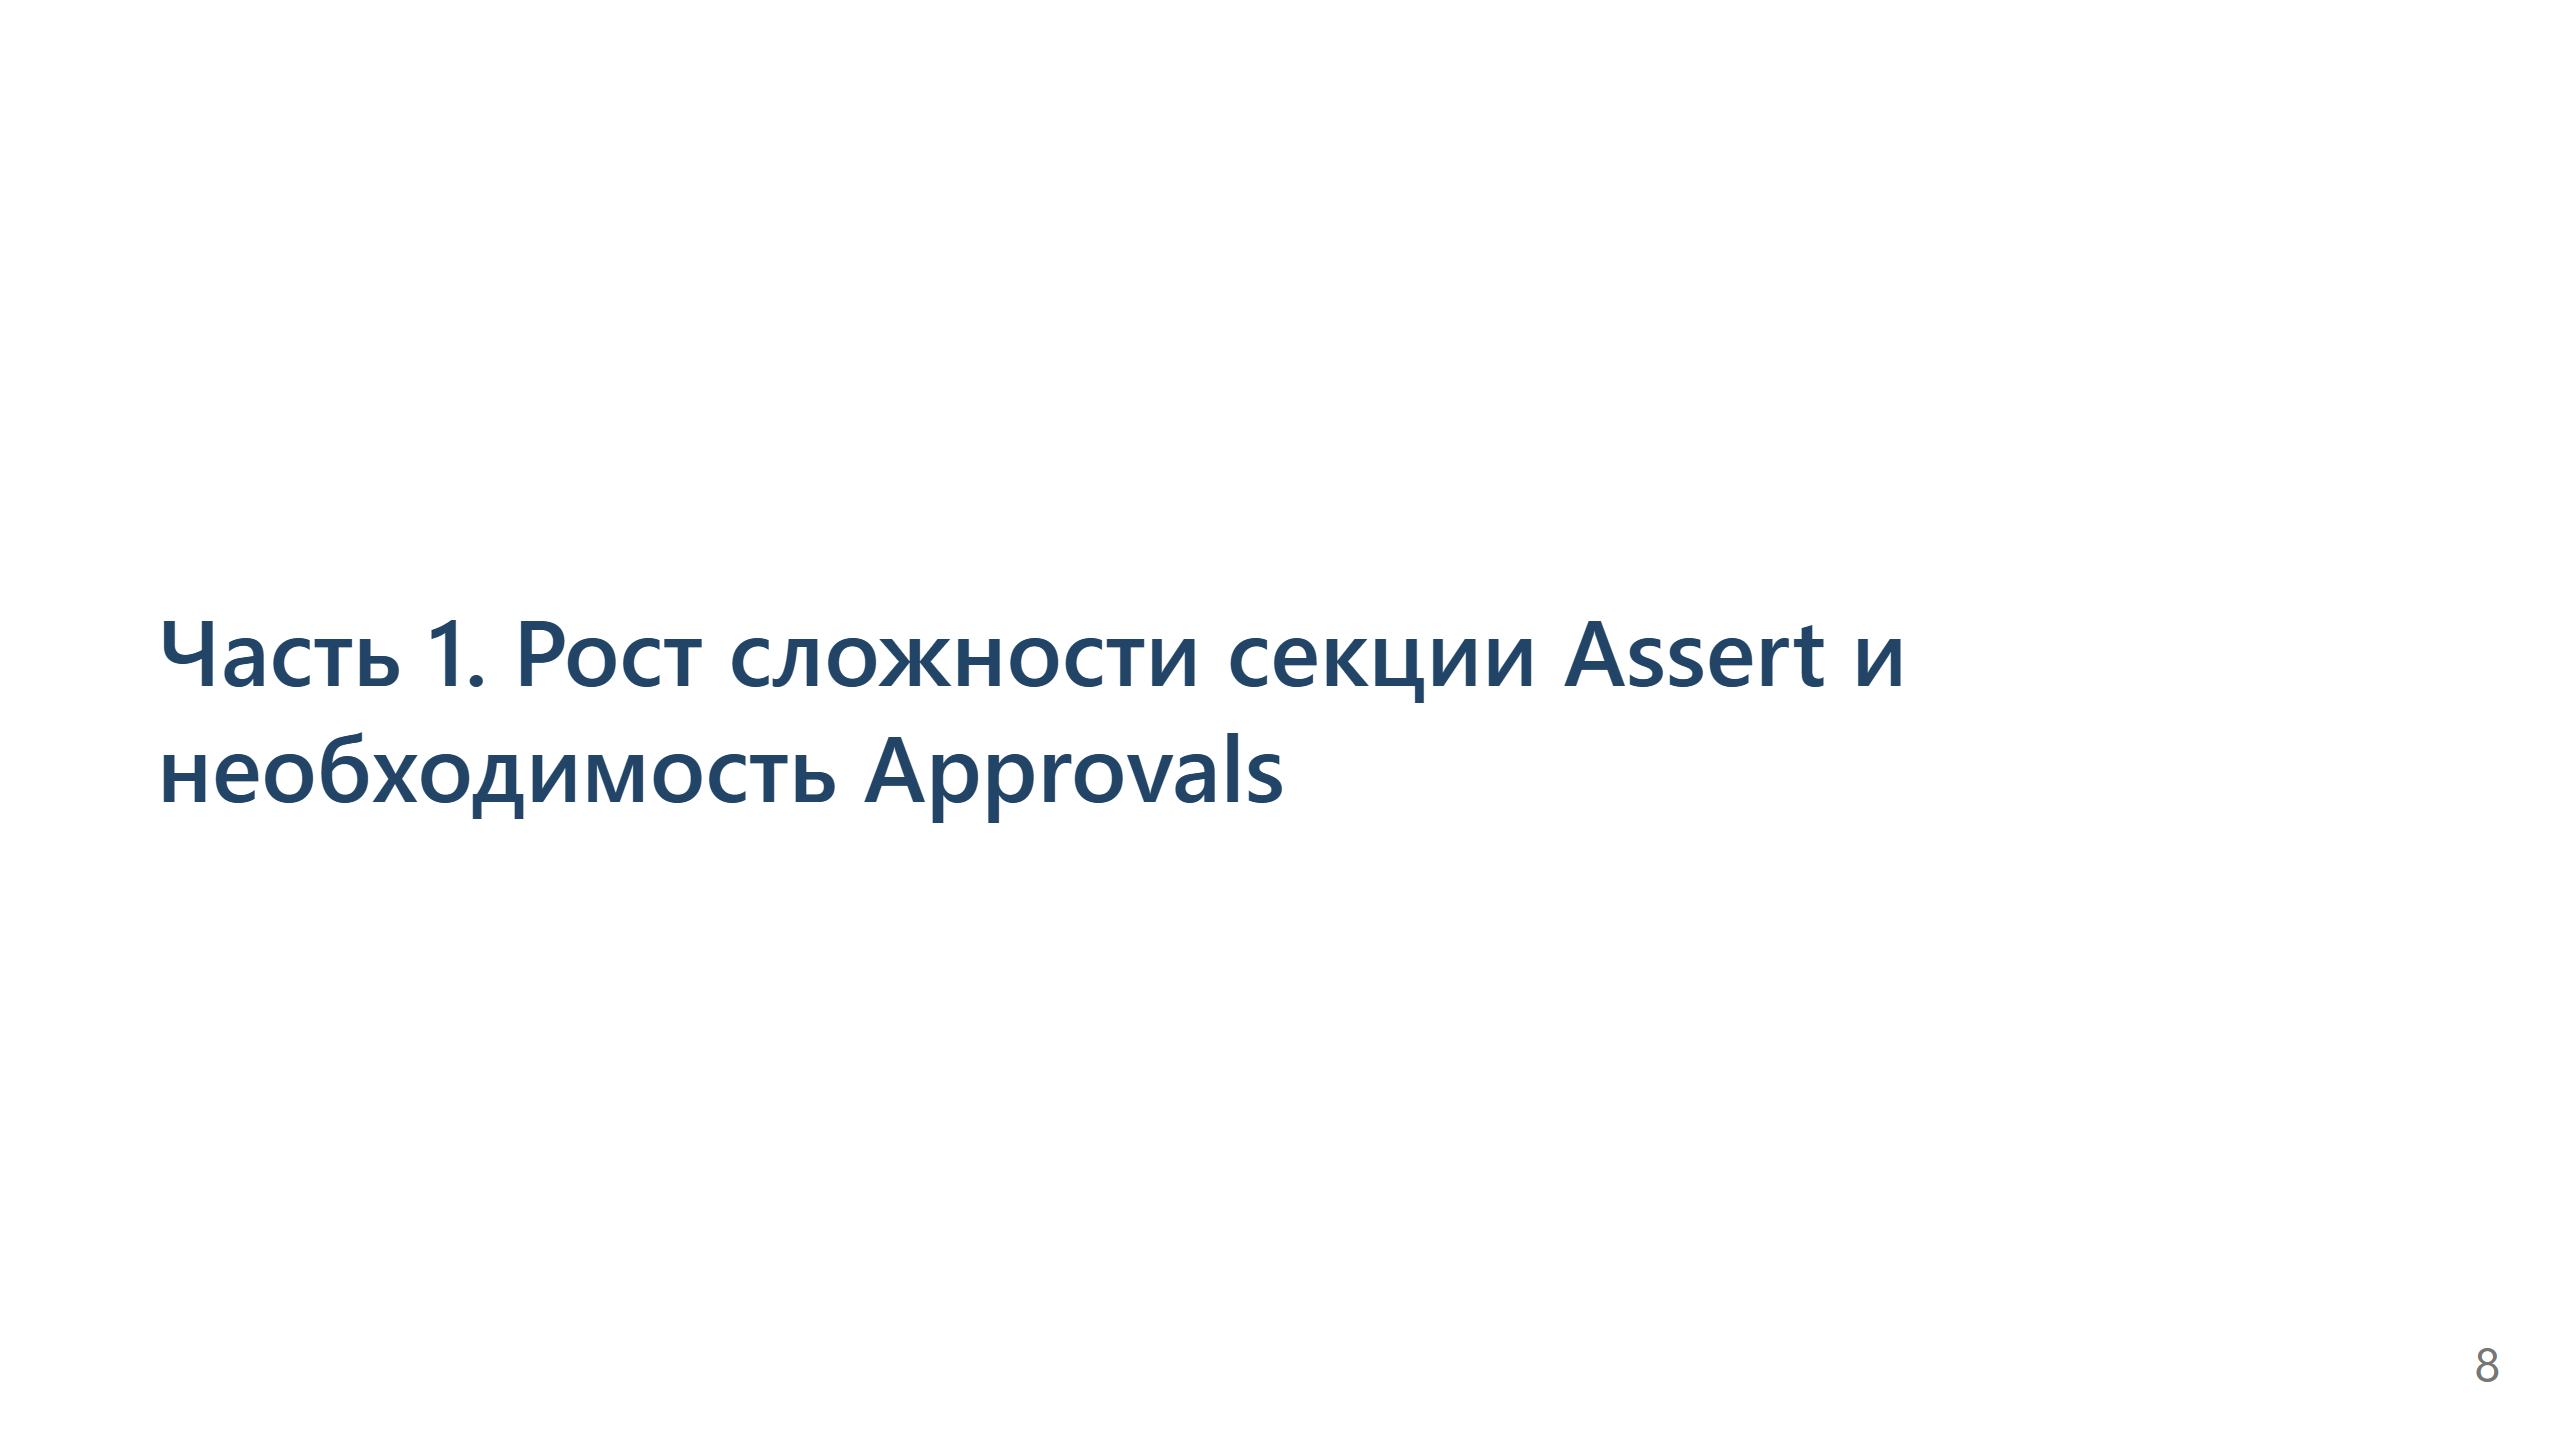 Часть 1. Рост сложности секции Assert и
необходимость Approvals
8